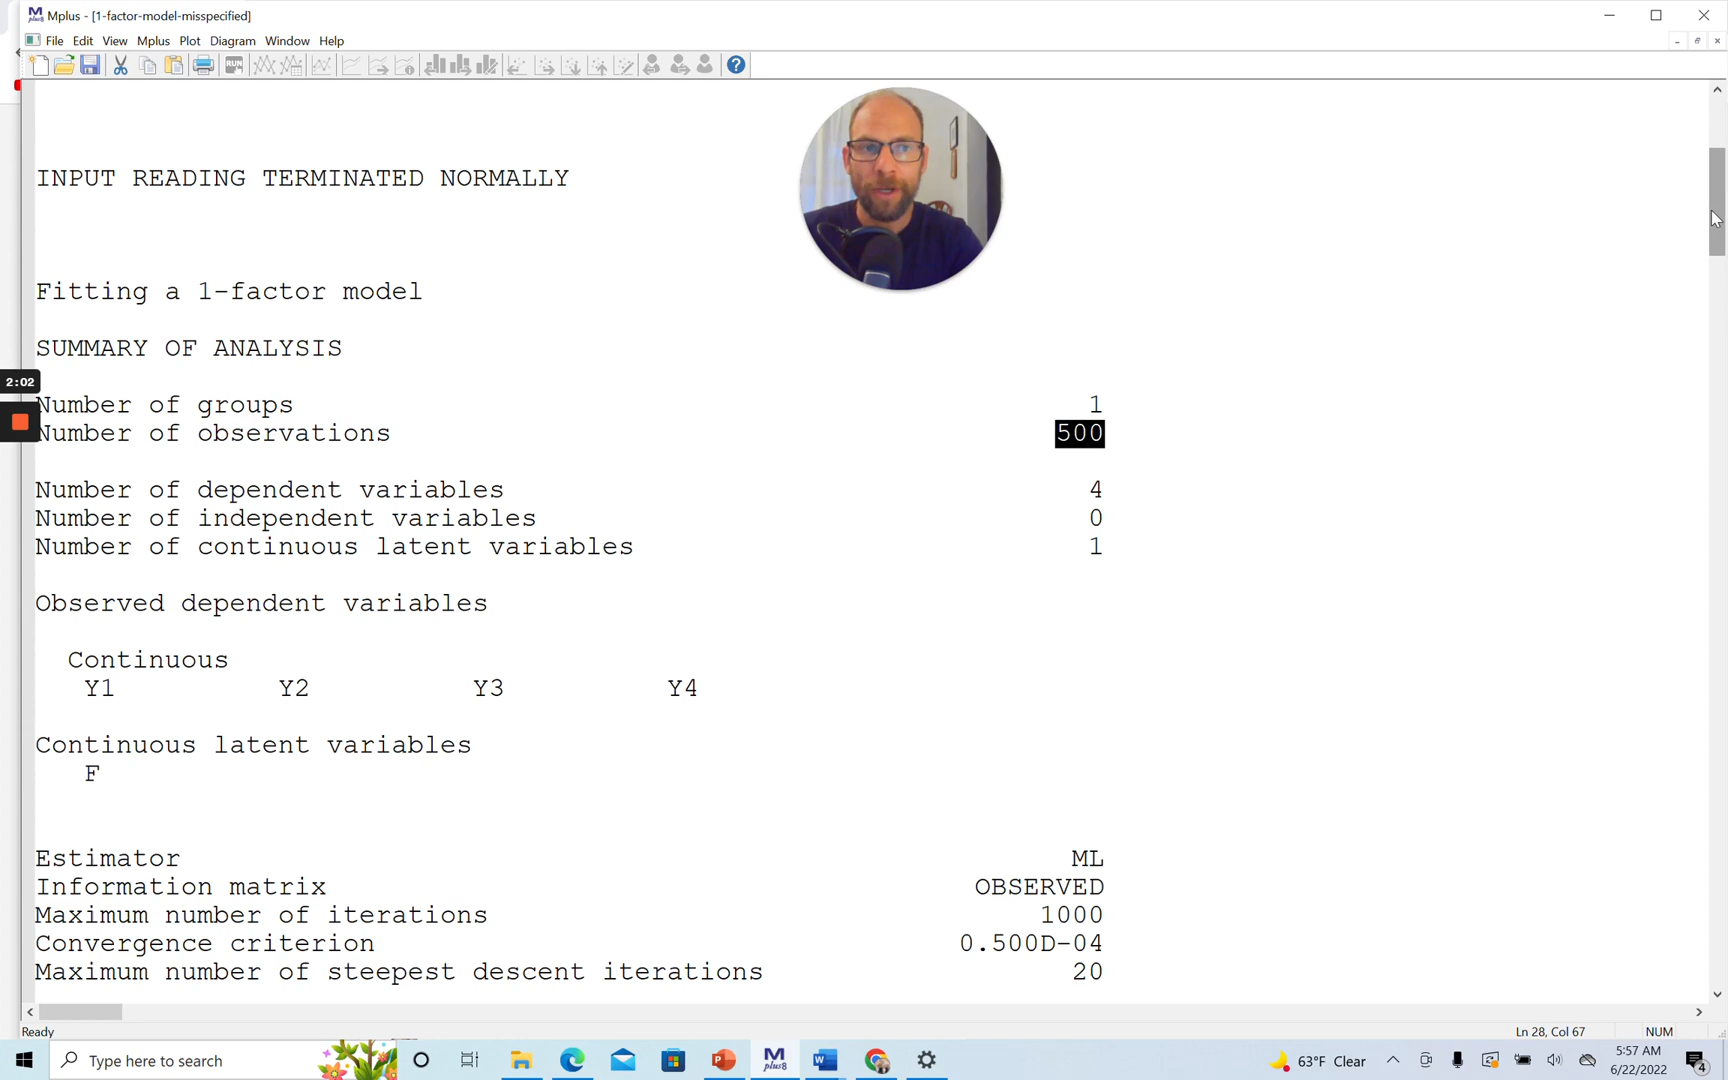 Mplus - [1-factor-model-misspecified]
File Edit View Mplus Plot Diagram Window Help
RUN
INPUT READING TERMINATED NORMALLY
Fitting a 1-factor model
SUMMARY OF ANALYSIS
2:02
Number of groups 1
Number of observations 500
Number of dependent variables 4
Number of independent variables 0
Number of continuous latent variables 1
Observed dependent variables
Continuous
Y1 Y2 Y3 Y4
Continuous latent variables
F
Estimator ML
Information matrix OBSERVED
Maximum number of iterations 1000
Convergence criterion 0.500D-04
Maximum number of steepest descent iterations 20
Ready Ln 28, Col 67 NUM
Type here to search 63°F Clear 5:57 AM
6/22/2022 4